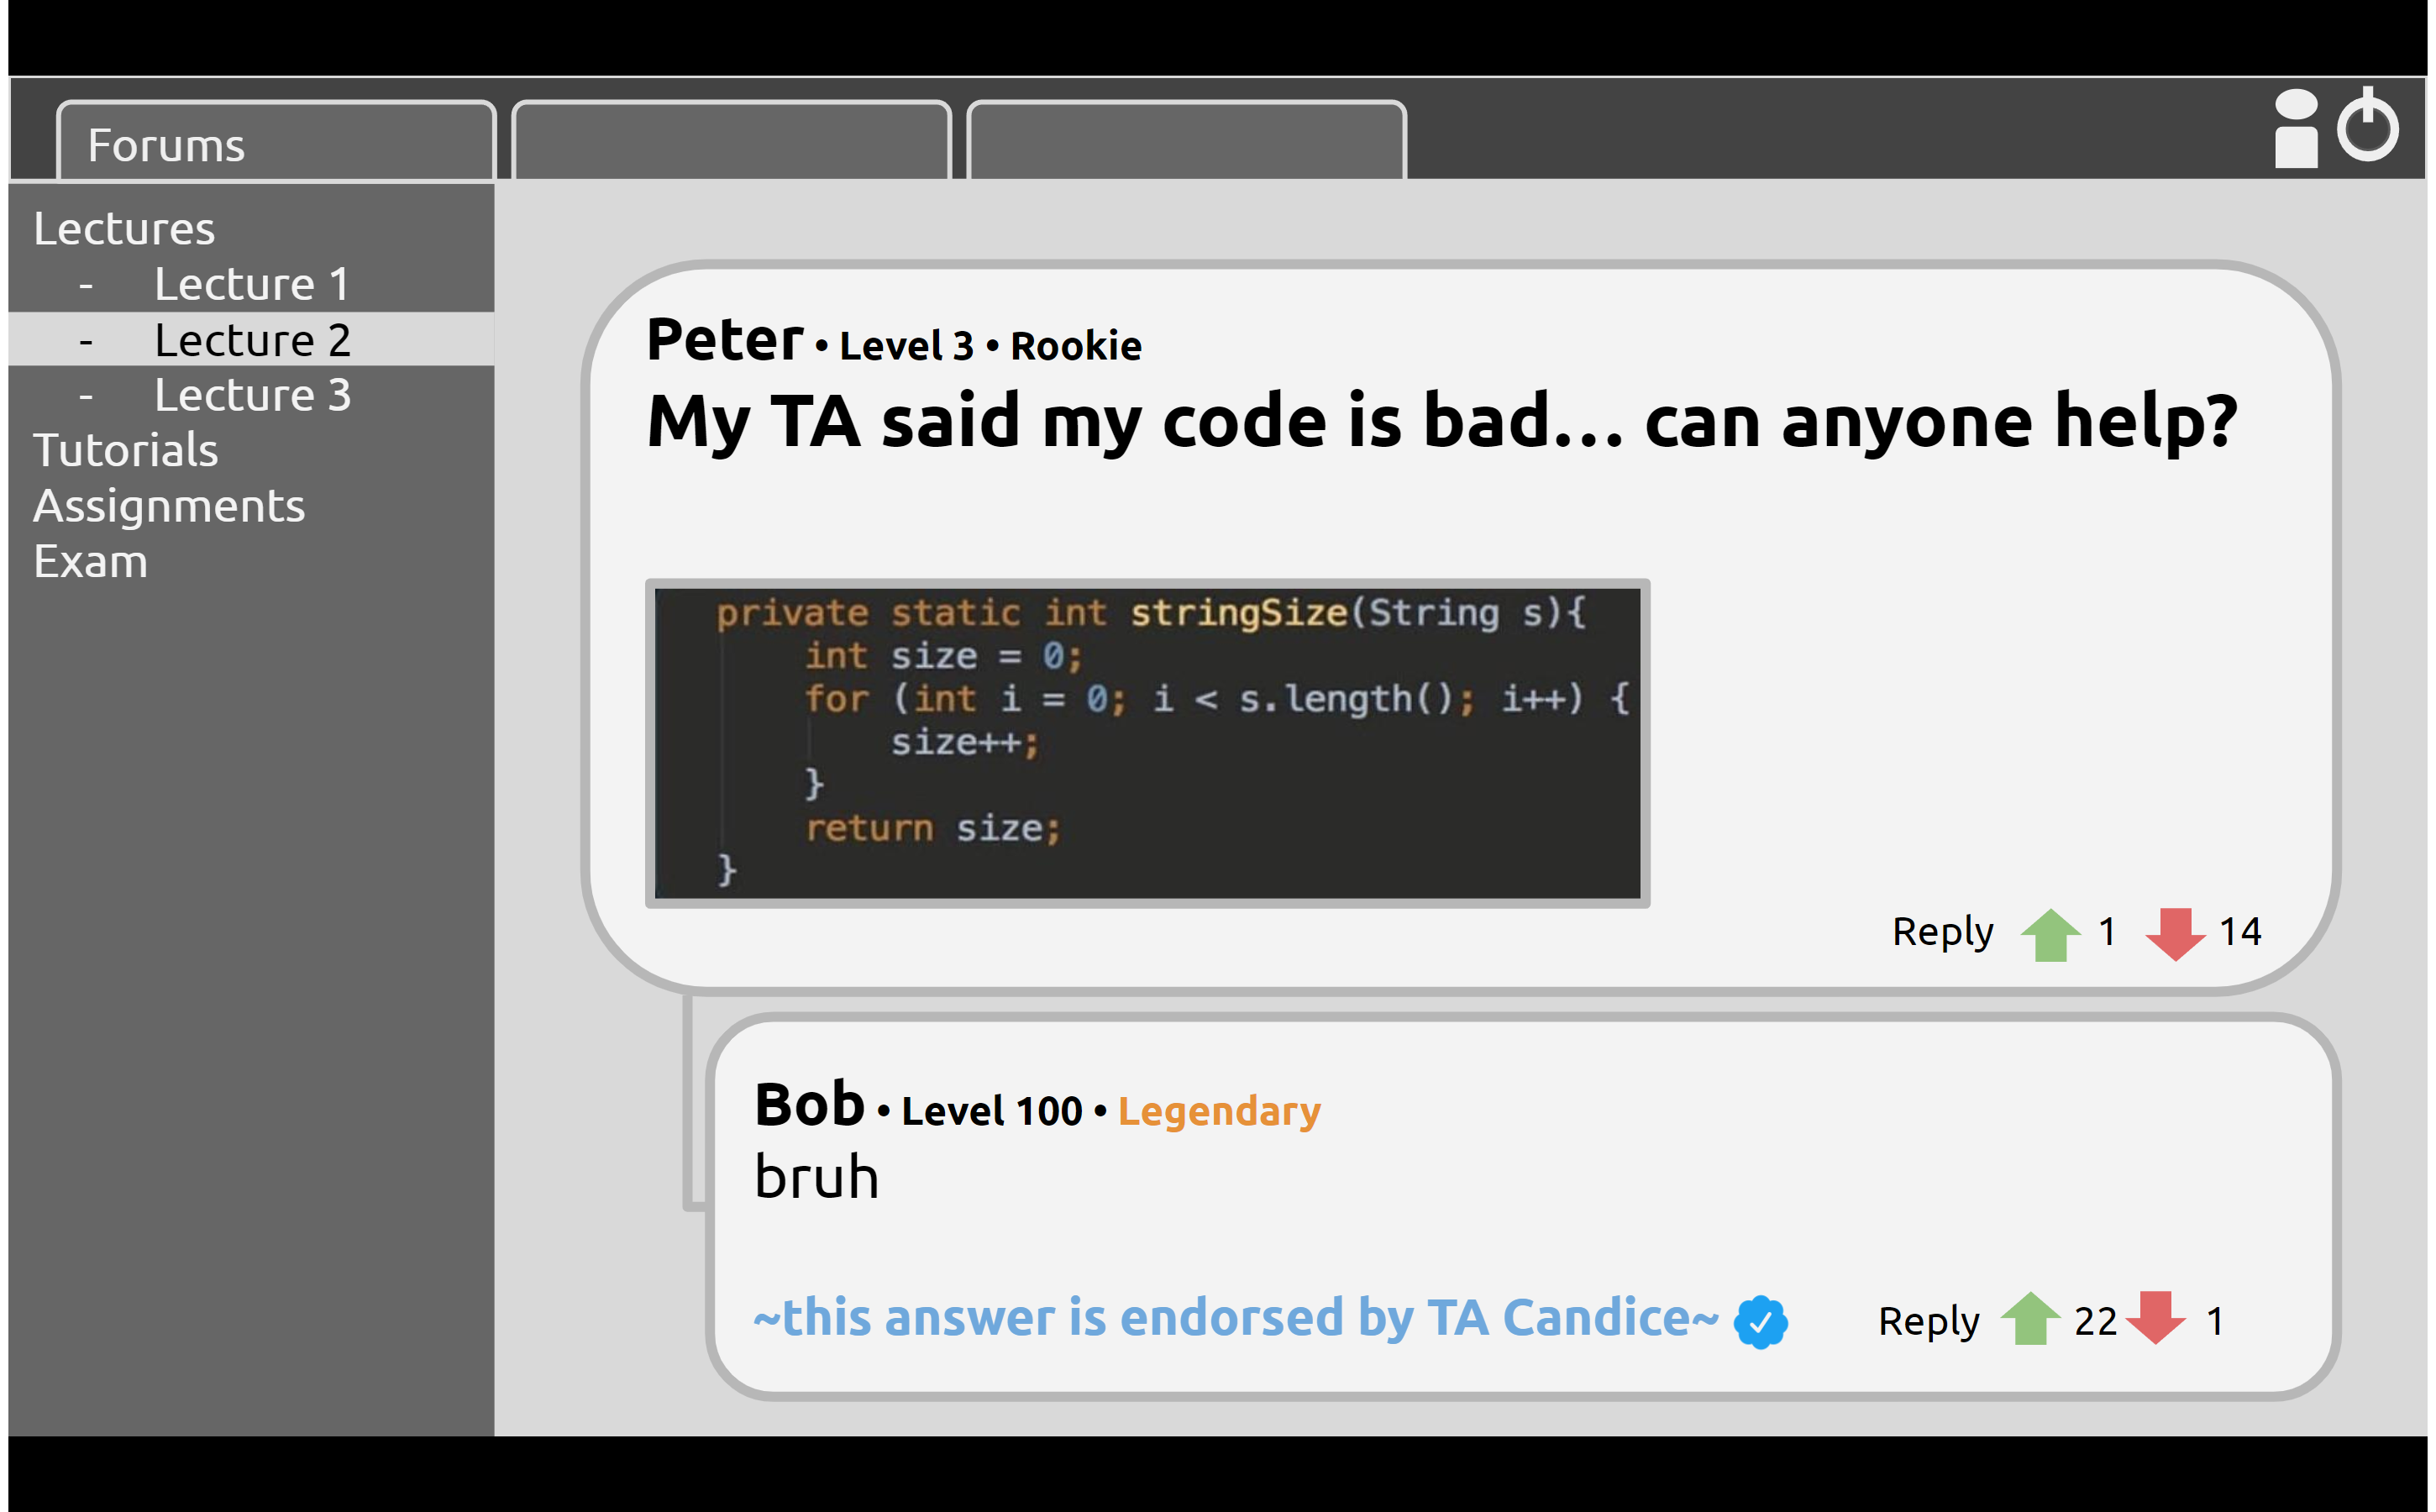 Forums
Lectures
- Lecture 1
- Lecture 2
- Lecture 3
Tutorials
Assignments
Exam
Peter • Level 3 • Rookie
My TA said my code is bad... can anyone help?
private static int stringSize(String s){
int size = 0;
for (int i = 0; i < s.length(); i++) {
size++;
}
return size;
}
Reply 1 14
Bob • Level 100 • Legendary
bruh
~this answer is endorsed by TA Candice~
Reply 22 1